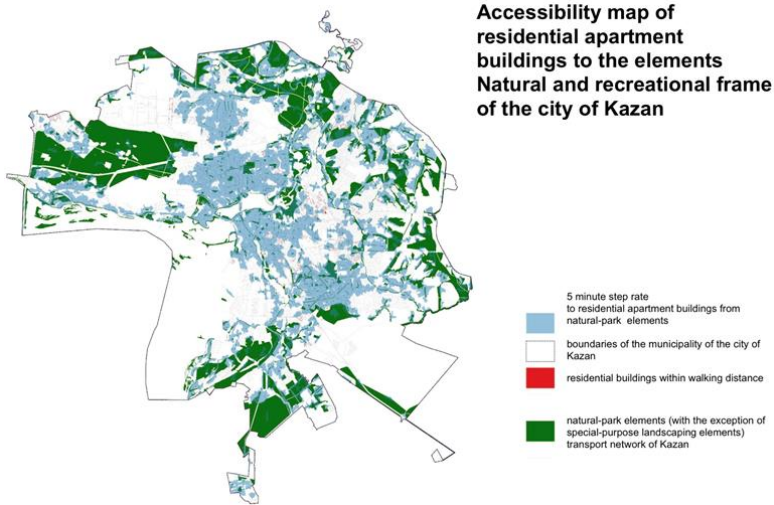 Accessibility map of
residential apartment
buildings to the elements
Natural and recreational frame
of the city of Kazan
5 minute step rate
to residential apartment buildings from
natural-park elements
boundaries of the municipality of the city of
Kazan
residential buildings within walking distance
natural-park elements (with the exception of
special-purpose landscaping elements)
transport network of Kazan